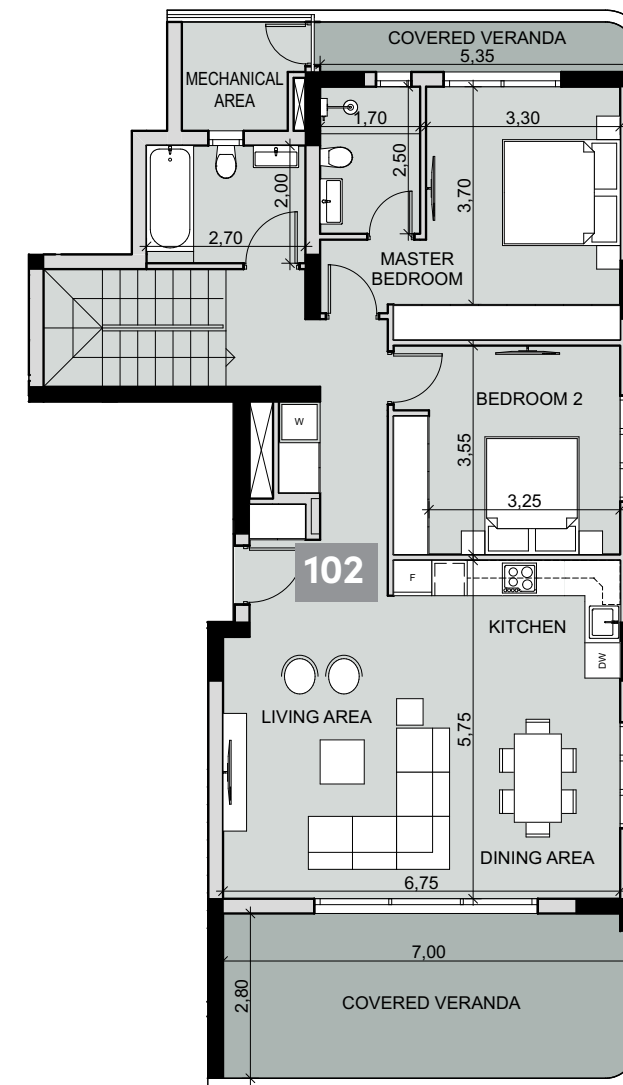 COVERED VERANDA
5,35
MECHANICAL
AREA
1,70
3,30
2,50
2,00
3,70
2,70
MASTER
BEDROOM
BEDROOM 2
W
3,55
3,25
102
F
KITCHEN
DW
LIVING AREA
5,75
DINING AREA
6,75
7,00
2,80
COVERED VERANDA